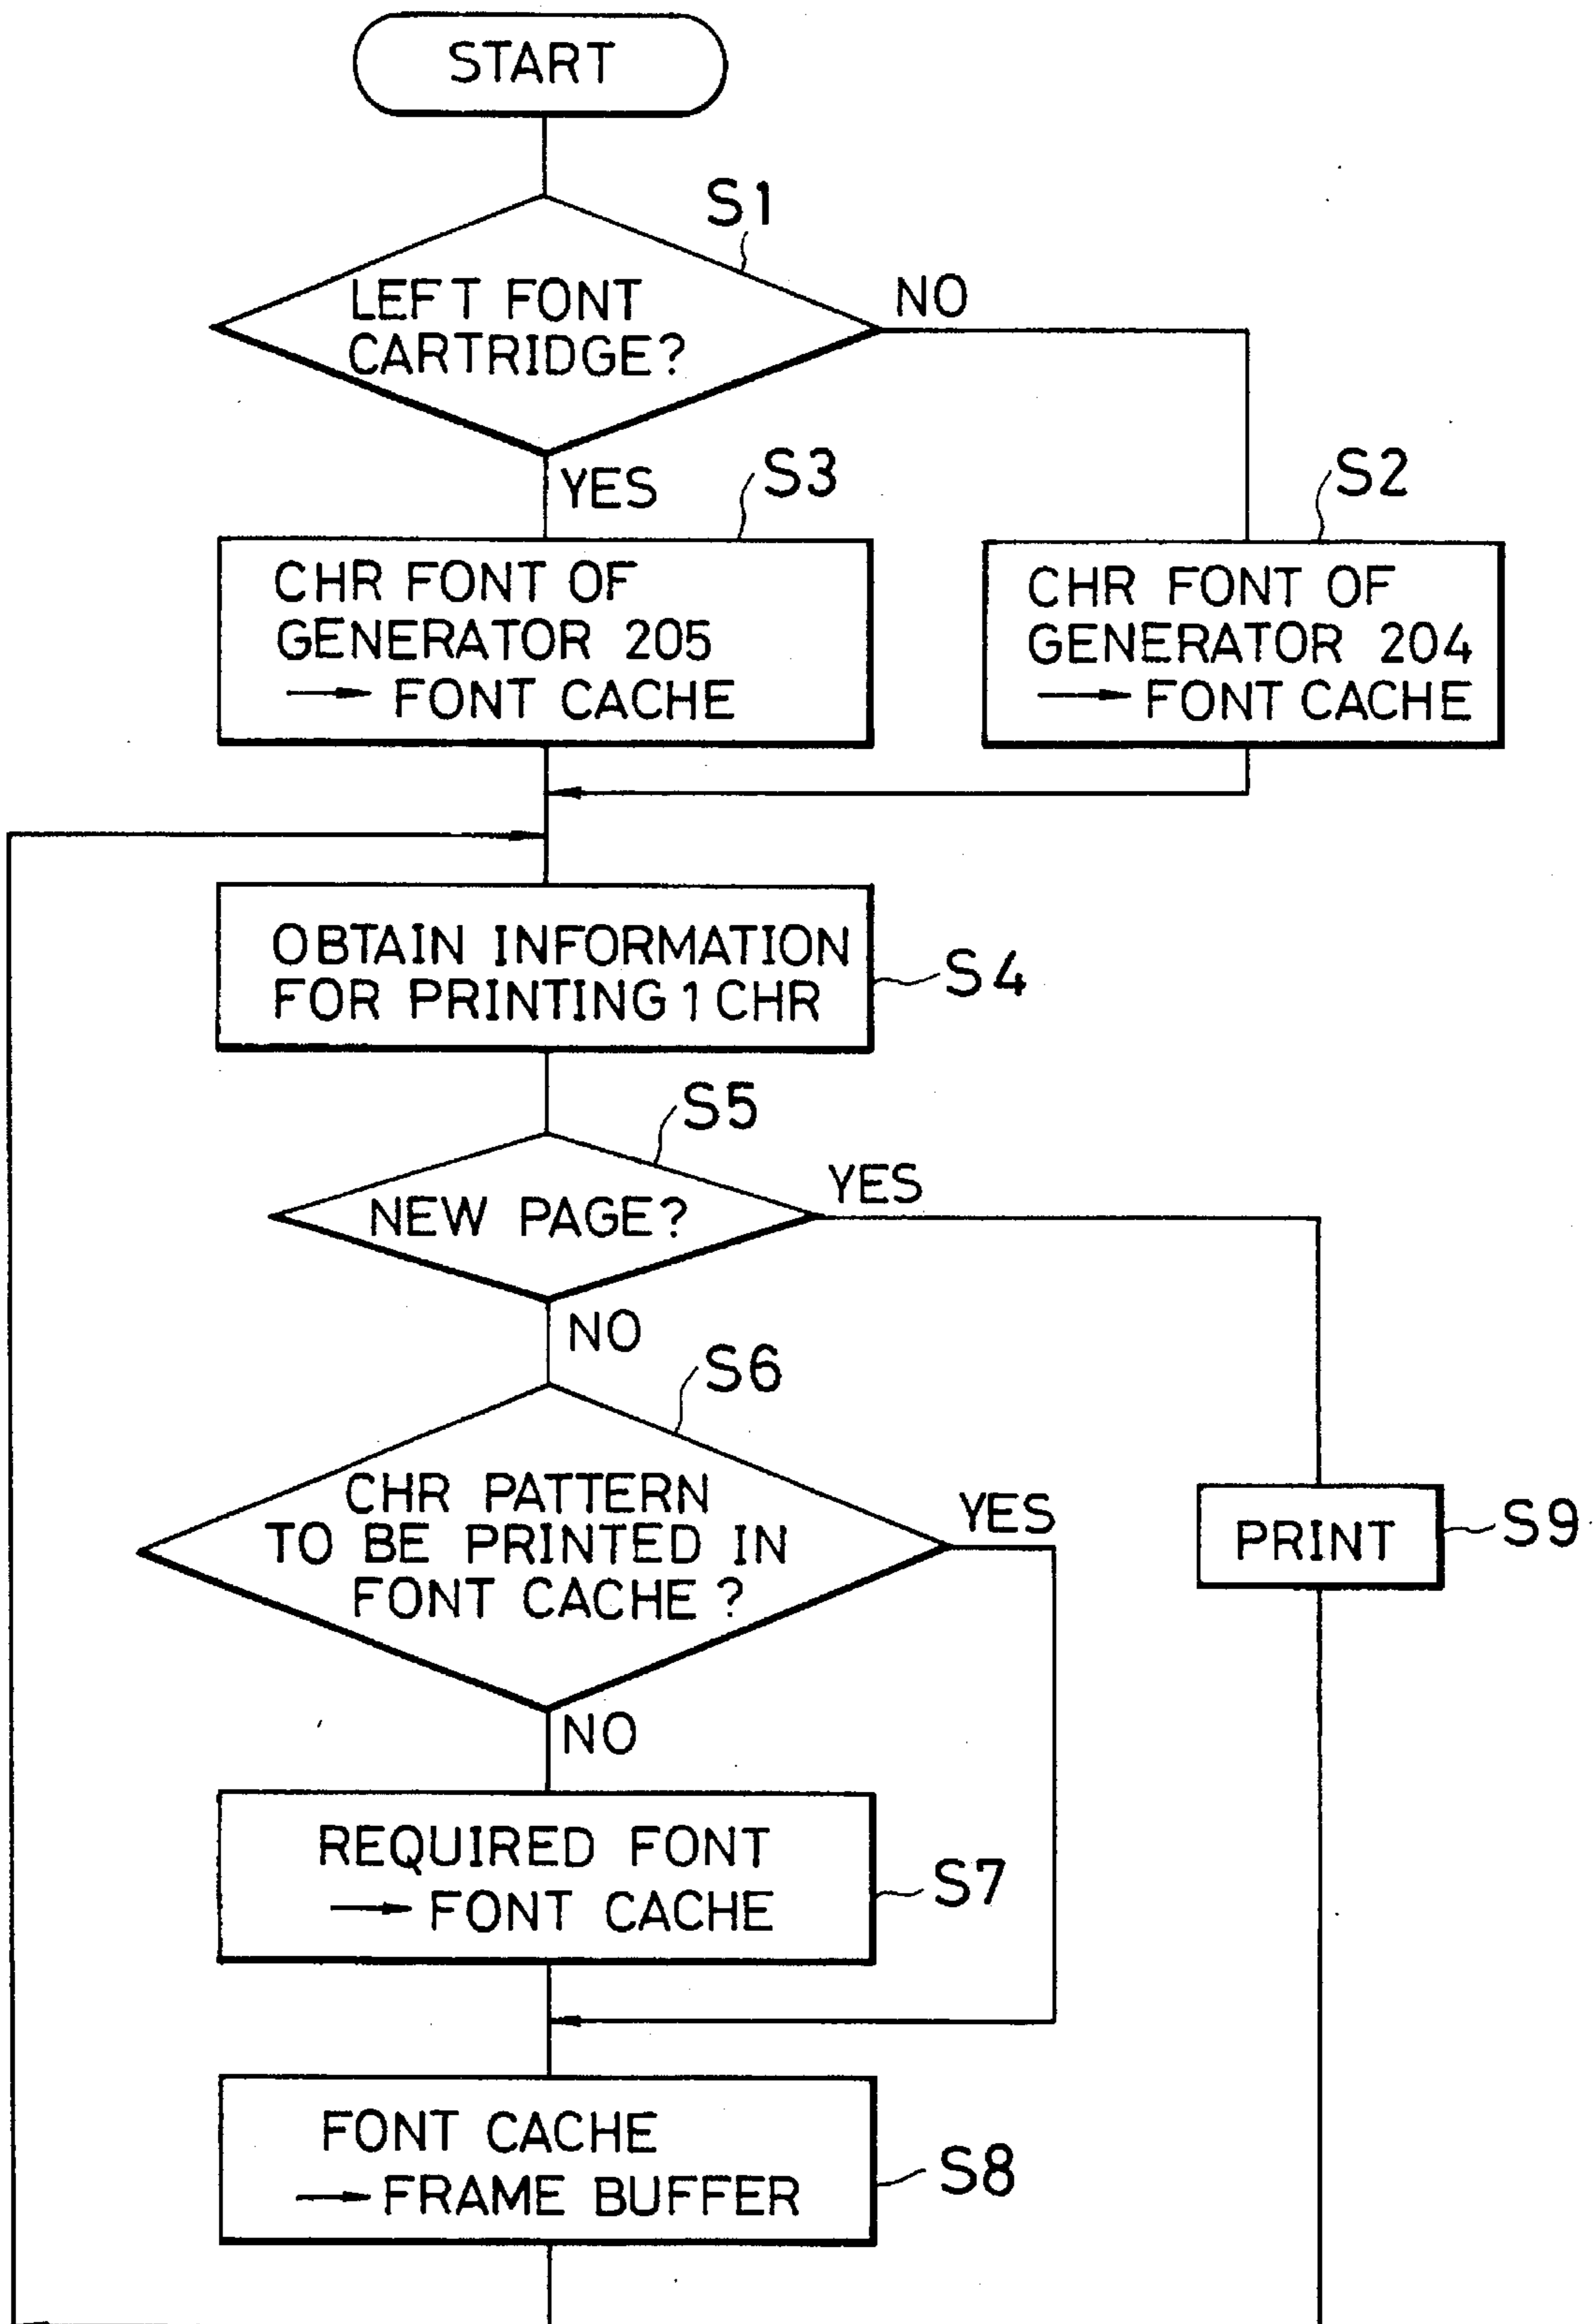 START
S1
LEFT FONT
CARTRIDGE?
NO
YES
S3
S2
CHR FONT OF
GENERATOR 205
→ FONT CACHE
CHR FONT OF
GENERATOR 204
→ FONT CACHE
OBTAIN INFORMATION
FOR PRINTING 1 CHR
S4
S5
NEW PAGE?
YES
NO
S6
CHR PATTERN
TO BE PRINTED IN
FONT CACHE?
YES
NO
PRINT
S9
REQUIRED FONT
→ FONT CACHE
S7
FONT CACHE
→ FRAME BUFFER
S8